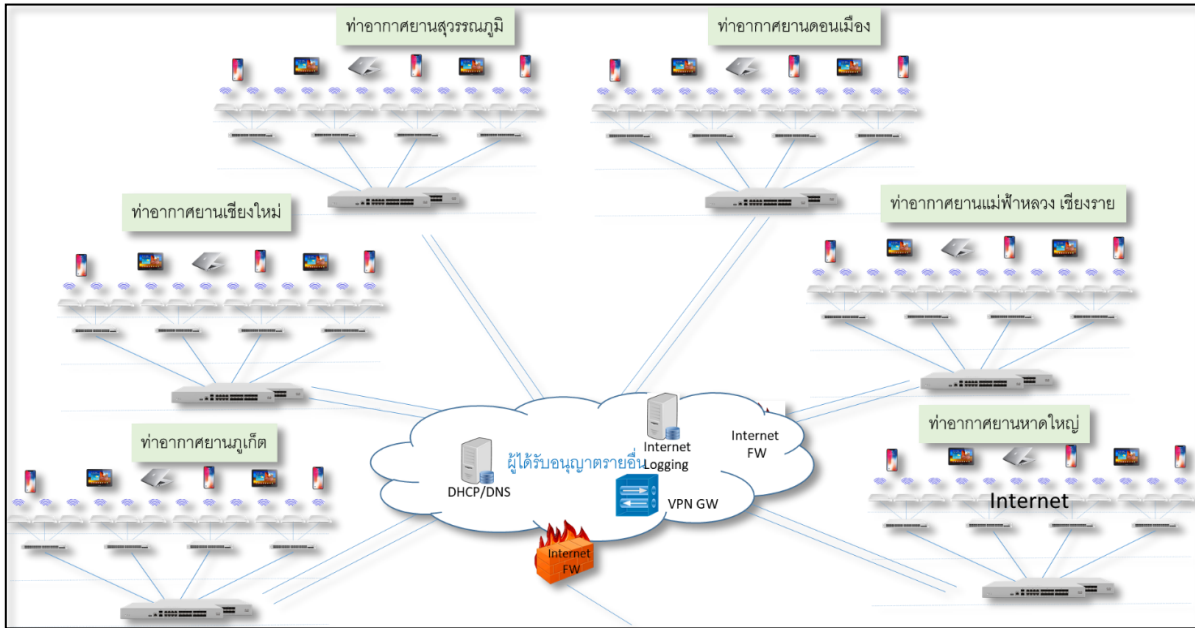 ท่าอากาศยานสุวรรณภูมิ
ท่าอากาศยานดอนเมือง
ท่าอากาศยานเชียงใหม่
ท่าอากาศยานแม่ฟ้าหลวง เชียงราย
ท่าอากาศยานภูเก็ต
ท่าอากาศยานหาดใหญ่
Internet
Logging
Internet
FW
ผู้ได้รับอนุญาตรายอื่น
DHCP/DNS
VPN GW
Internet
Internet
FW